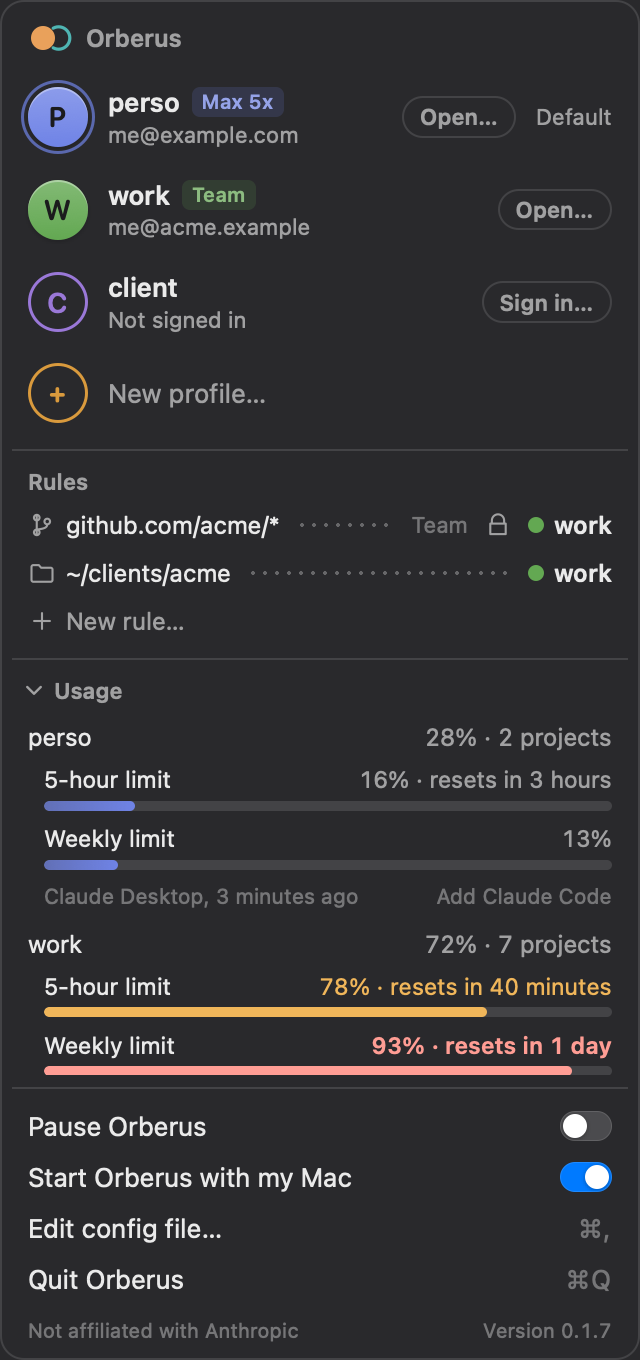 Orberus
P
perso Max 5x
me@example.com
Open... Default
W
work Team
me@acme.example
Open...
C
client
Not signed in
Sign in...
+ New profile...
Rules
github.com/acme/* Team work
~/clients/acme work
+ New rule...
Usage
perso 28% · 2 projects
5-hour limit 16% · resets in 3 hours
Weekly limit 13%
Claude Desktop, 3 minutes ago Add Claude Code
work 72% · 7 projects
5-hour limit 78% · resets in 40 minutes
Weekly limit 93% · resets in 1 day
Pause Orberus
Start Orberus with my Mac
Edit config file... ⌘,
Quit Orberus ⌘Q
Not affiliated with Anthropic Version 0.1.7